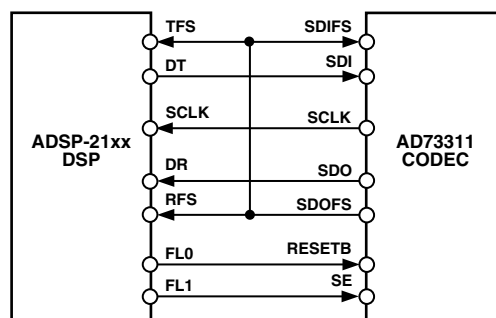 TFS SDIFS
DT SDI
SCLK SCLK
ADSP-21xx
DSP
AD73311
CODEC
DR SDO
RFS SDOFS
FL0 RESETB
FL1 SE